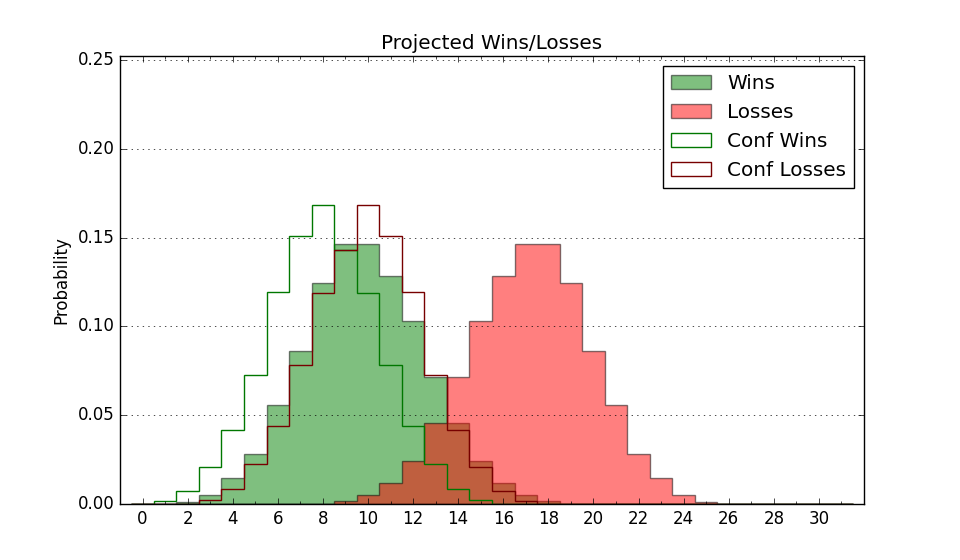 Projected Wins/Losses
0.25
0.20
0.15
0.10
0.05
0.00
Probability
Wins
Losses
Conf Wins
Conf Losses
0 2 4 6 8 10 12 14 16 18 20 22 24 26 28 30